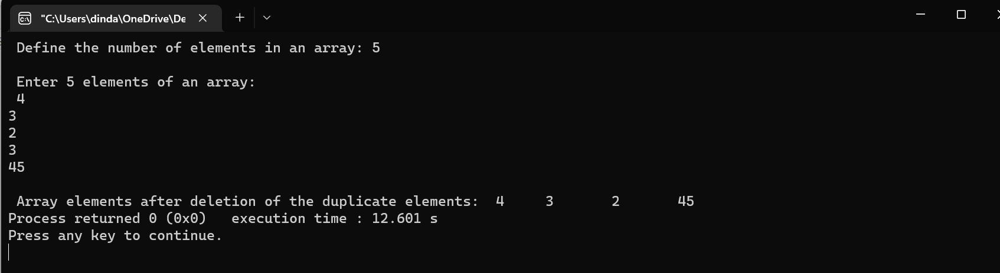 "C:\Users\dinda\OneDrive\De
Define the number of elements in an array: 5
Enter 5 elements of an array:
4
3
2
3
45
Array elements after deletion of the duplicate elements: 4 3 2 45
Process returned 0 (0x0) execution time : 12.601 s
Press any key to continue.